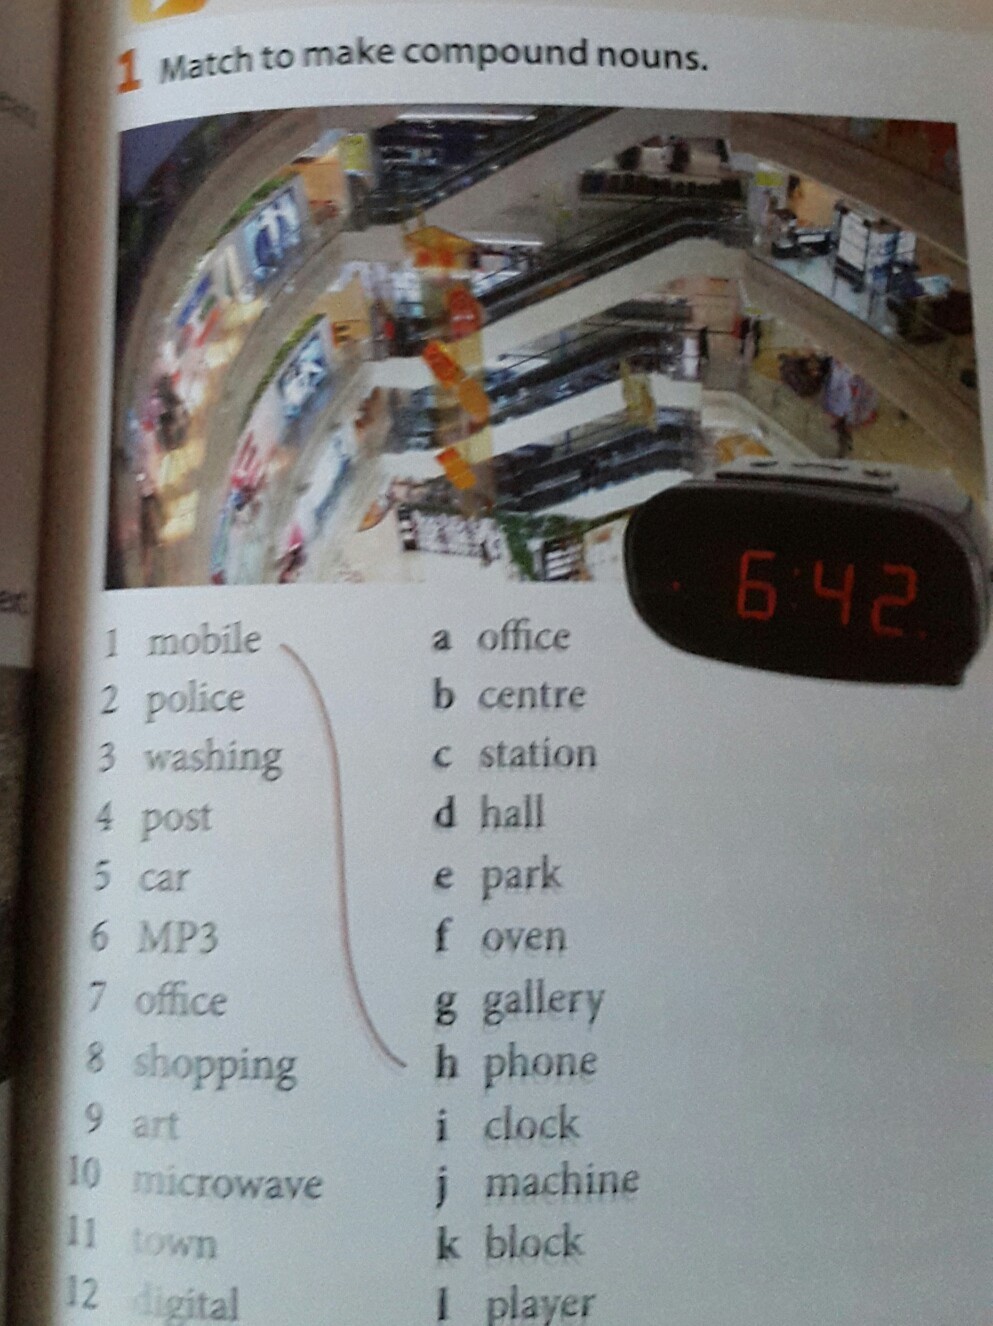 1 Match to make compound nouns.
6:42
1 mobile a office
2 police b centre
3 washing c station
4 post d hall
5 car e park
6 MP3 f oven
7 office g gallery
8 shopping h phone
9 art i clock
10 microwave j machine
11 town k block
12 digital l player